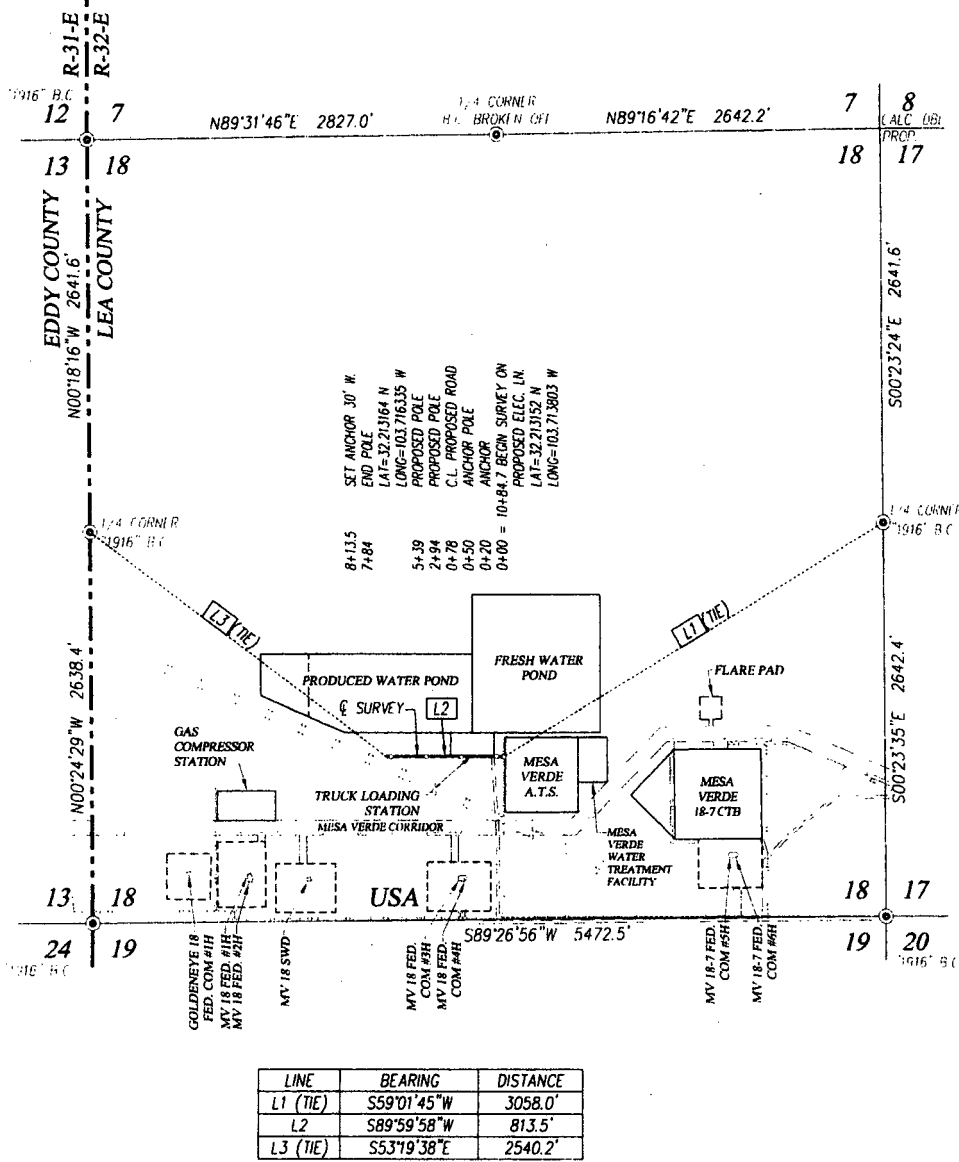 R-31-E
R-32-E
"1916" B.C.
12 7
N89°31'46"E 2827.0'
1/4 CORNER
B.C. BROKEN OFF
N89°16'42"E 2642.2'
7 8
CALC. DBL
PROP.
13 18
18 17
EDDY COUNTY
LEA COUNTY
N00°18'16"W 2641.6'
S00°23'24"E 2641.6'
8+13.5 SET ANCHOR 30' W.
7+84 END POLE
LAT=32.213164 N
LONG=103.716335 W
5+39 PROPOSED POLE
2+94 PROPOSED POLE
0+78 C.L. PROPOSED ROAD
0+50 ANCHOR POLE
0+20 ANCHOR
0+00 = 10+84.7 BEGIN SURVEY ON
PROPOSED ELEC. LN.
LAT=32.213152 N
LONG=103.713803 W
1/4 CORNER
"1916" B.C.
1/4 CORNER
"1916" B.C.
L3 (TIE)
L1 (TIE)
N00°24'29"W 2638.4'
S00°23'35"E 2642.4'
PRODUCED WATER POND
FRESH WATER
POND
FLARE PAD
℄ SURVEY
L2
GAS
COMPRESSOR
STATION
TRUCK LOADING
STATION
MESA VERDE CORRIDOR
MESA
VERDE
A.T.S.
MESA
VERDE
18-7 CTB
MESA
VERDE
WATER
TREATMENT
FACILITY
USA
13 18
18 17
S89°26'56"W 5472.5'
24 19
19 20
"1916" B.C.
"1916" B.C.
GOLDENEYE 18
FED. COM #1H
MV 18 FED. #1H
MV 18 FED. #2H
MV 18 SWD
MV 18 FED.
COM #3H
MV 18 FED.
COM #4H
MV 18-7 FED.
COM #5H
MV 18-7 FED.
COM #6H
LINE BEARING DISTANCE
L1 (TIE) S59°01'45"W 3058.0'
L2 S89°59'58"W 813.5'
L3 (TIE) S53°19'38"E 2540.2'